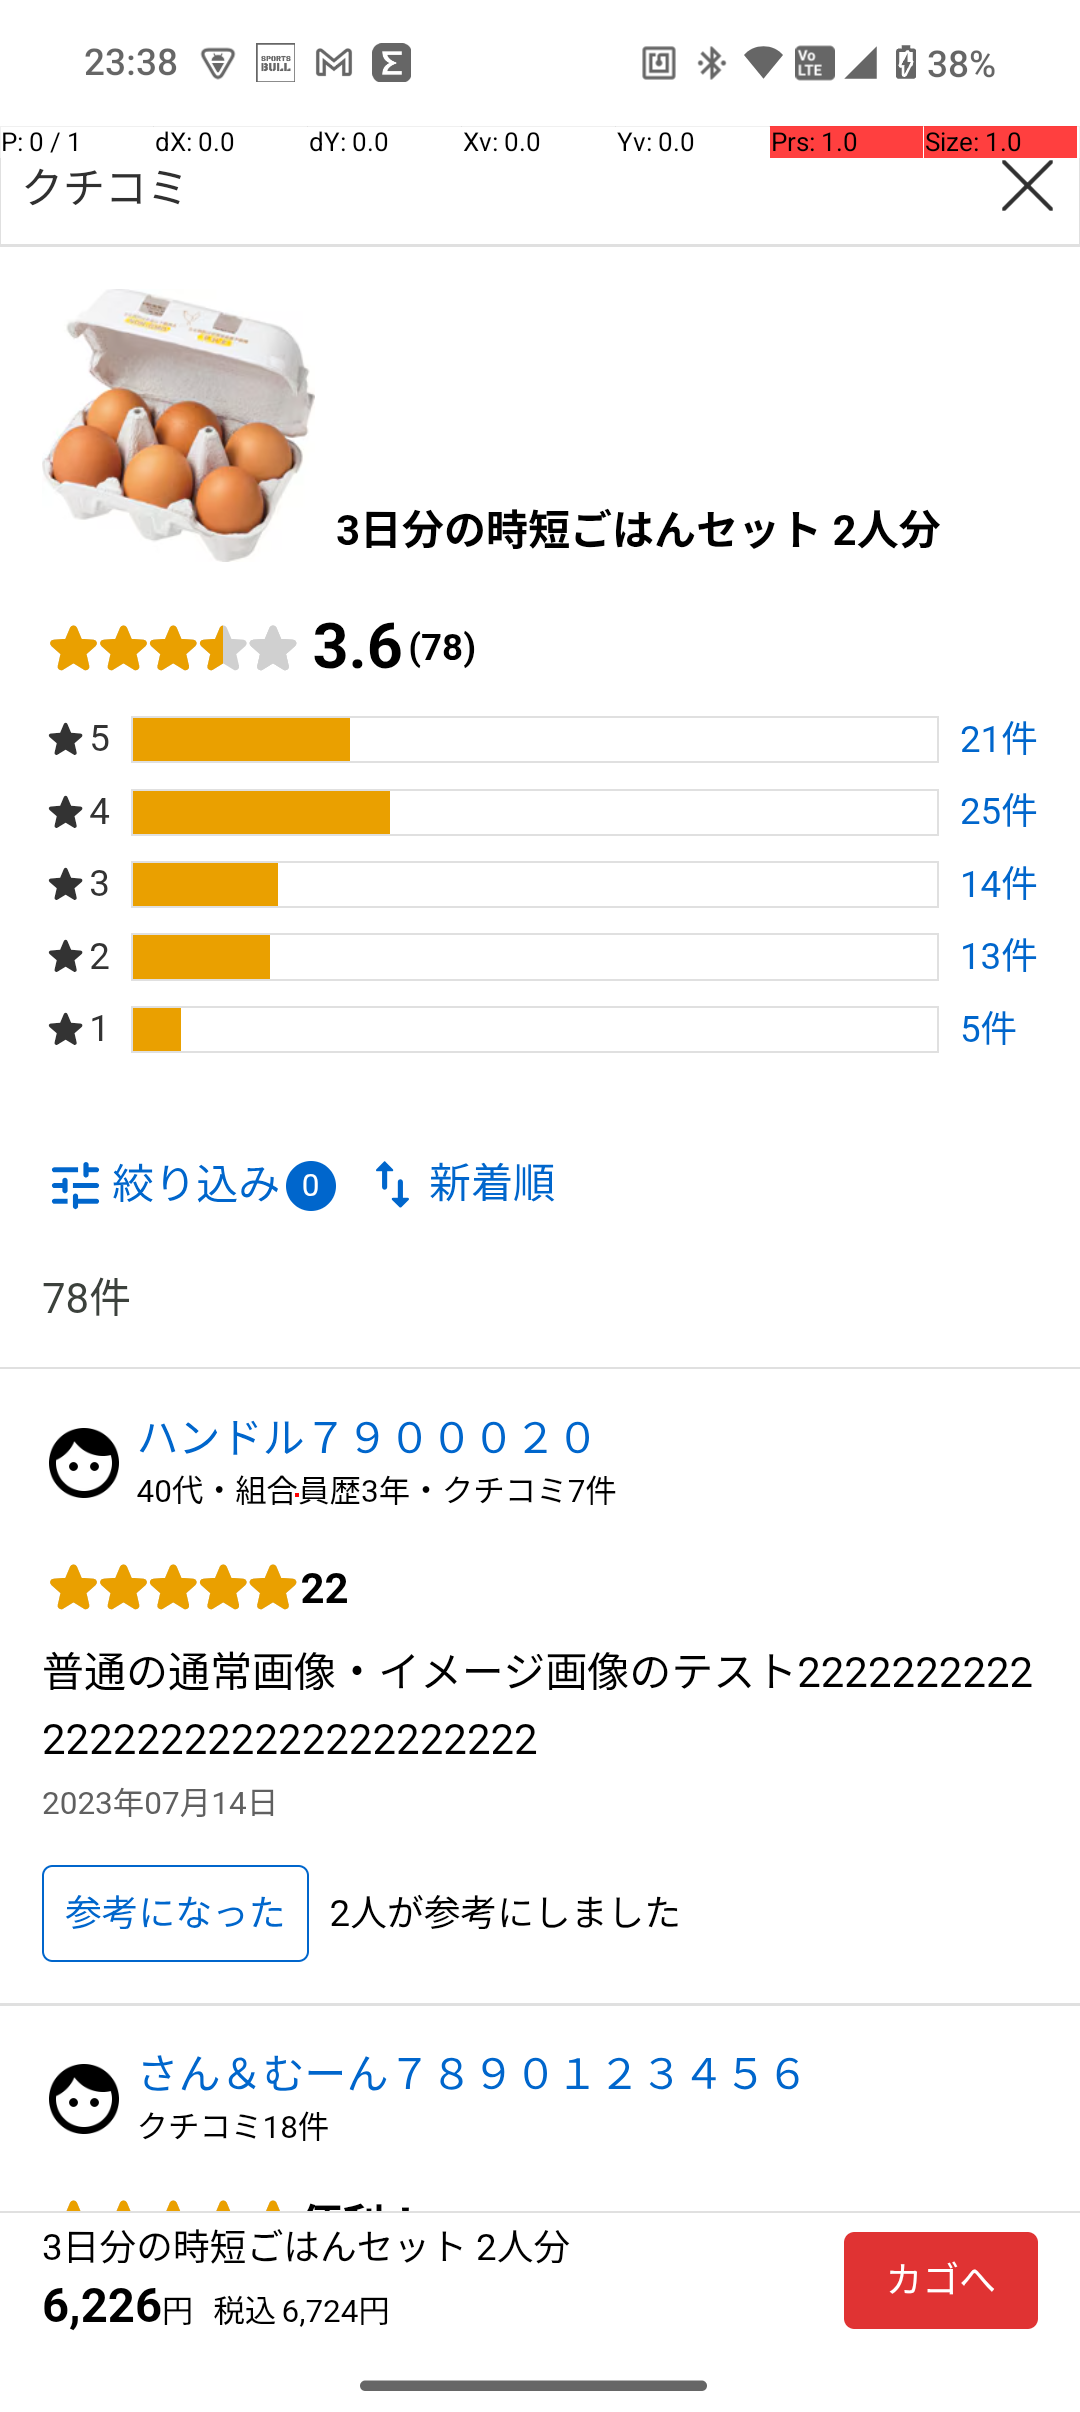 23:38
SPORTS BULL
Vo LTE
38%
P: 0 / 1 dX: 0.0 dY: 0.0 Xv: 0.0 Yv: 0.0 Prs: 1.0 Size: 1.0
クチコミ
3日分の時短ごはんセット 2人分
3.6 (78)
5 21件
4 25件
3 14件
2 13件
1 5件
絞り込み 0 新着順
78件
ハンドル７９０００２０
40代・組合員歴3年・クチコミ7件
22
普通の通常画像・イメージ画像のテスト2222222222
222222222222222222222
2023年07月14日
参考になった 2人が参考にしました
さん＆むーん７８９０１２３４５６
クチコミ18件
3日分の時短ごはんセット 2人分
6,226円 税込 6,724円
カゴへ